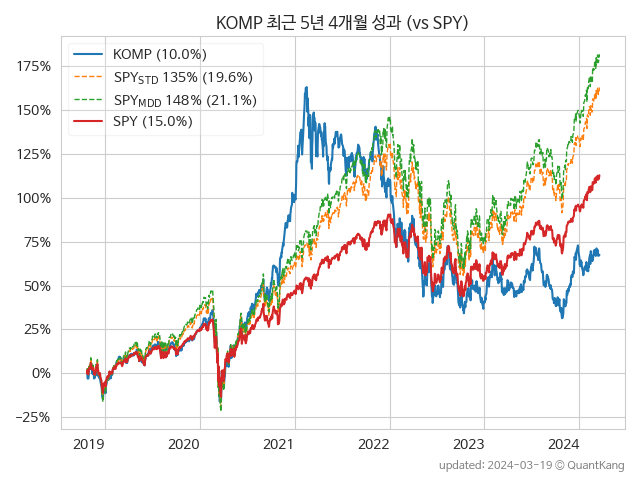 KOMP 최근 5년 4개월 성과 (vs SPY)
KOMP (10.0%)
SPY_STD 135% (19.6%)
SPY_MDD 148% (21.1%)
SPY (15.0%)
175%
150%
125%
100%
75%
50%
25%
0%
−25%
2019 2020 2021 2022 2023 2024
updated: 2024-03-19 © QuantKang